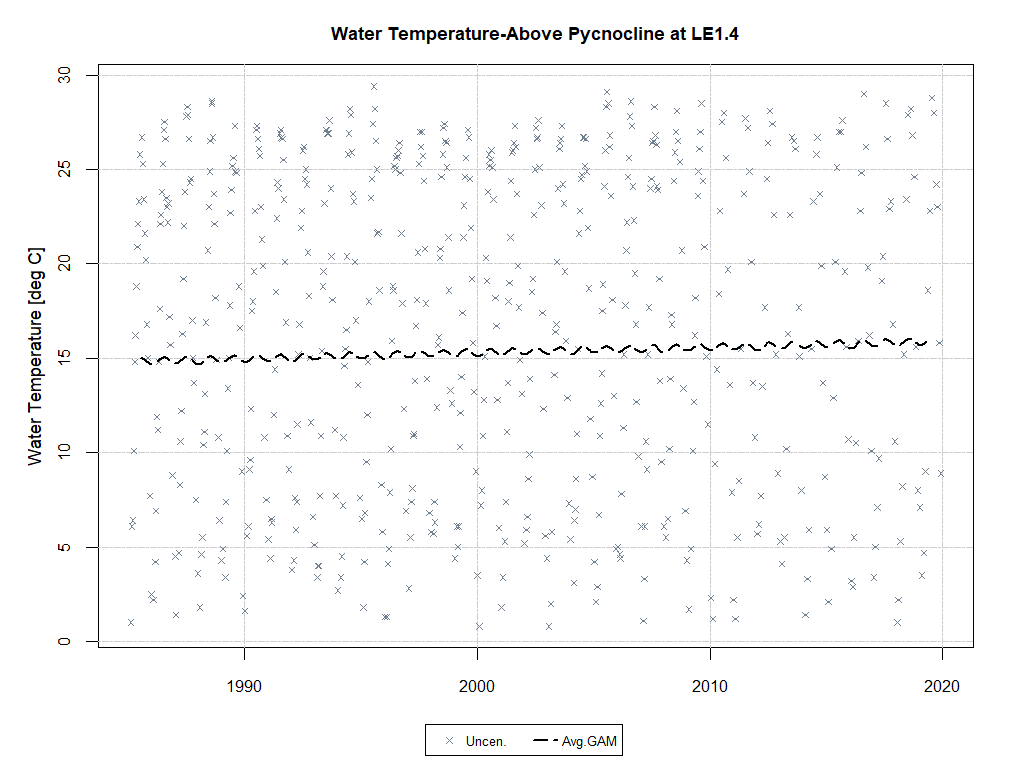 Water Temperature-Above Pycnocline at LE1.4
Water Temperature [deg C]
30
25
20
15
10
5
0
1990
2000
2010
2020
Uncen.
Avg.GAM